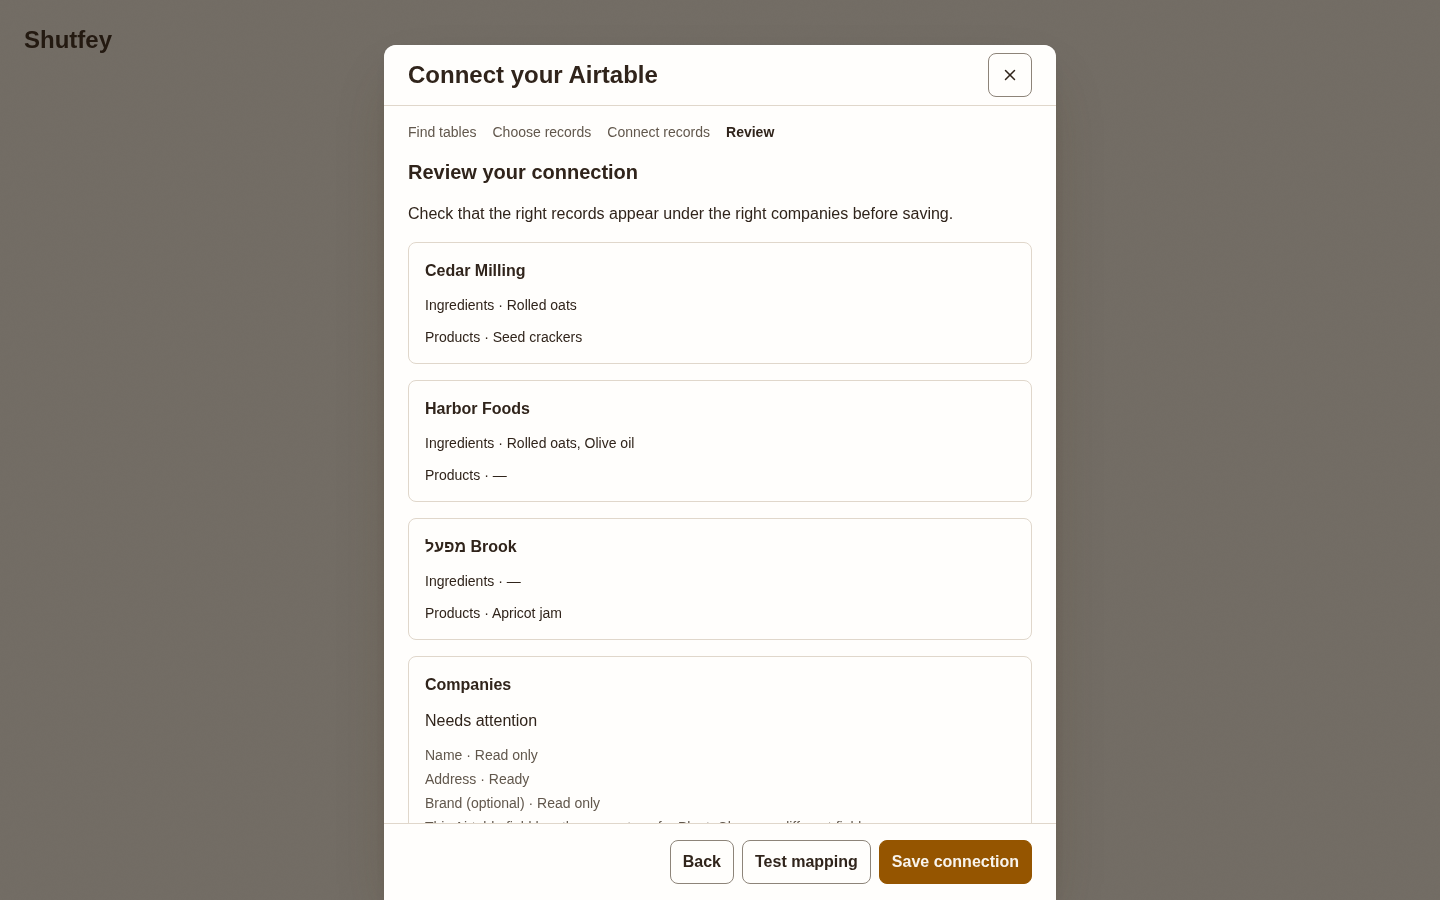 Shutfey
Connect your Airtable
Find tables Choose records Connect records Review
Review your connection
Check that the right records appear under the right companies before saving.
Cedar Milling
Ingredients · Rolled oats
Products · Seed crackers
Harbor Foods
Ingredients · Rolled oats, Olive oil
Products · —
מפעל Brook
Ingredients · —
Products · Apricot jam
Companies
Needs attention
Name · Read only
Address · Ready
Brand (optional) · Read only
Back Test mapping Save connection